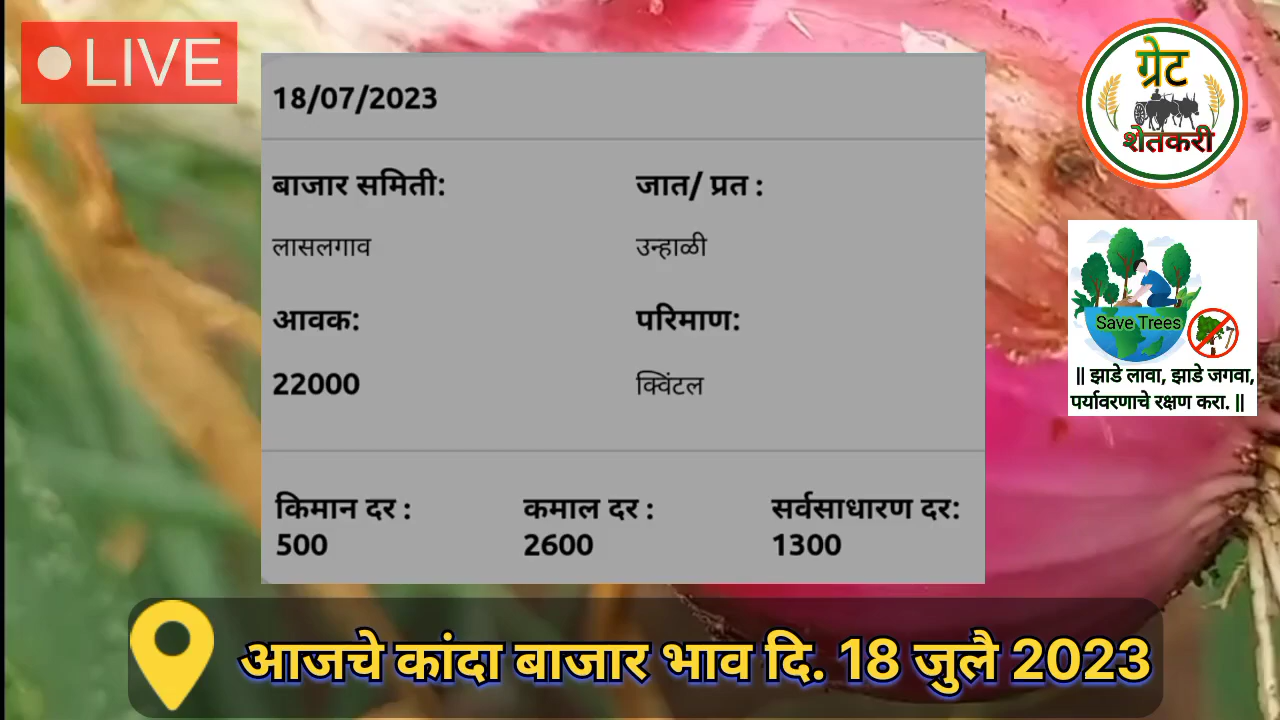 LIVE
18/07/2023
बाजार समिती:
जात/ प्रत :
लासलगाव
उन्हाळी
आवक:
परिमाण:
22000
क्विंटल
किमान दर :
कमाल दर :
सर्वसाधारण दर:
500
2600
1300
ग्रेट
शेतकरी
Save Trees
|| झाडे लावा, झाडे जगवा,
पर्यावरणाचे रक्षण करा. ||
आजचे कांदा बाजार भाव दि. 18 जुलै 2023